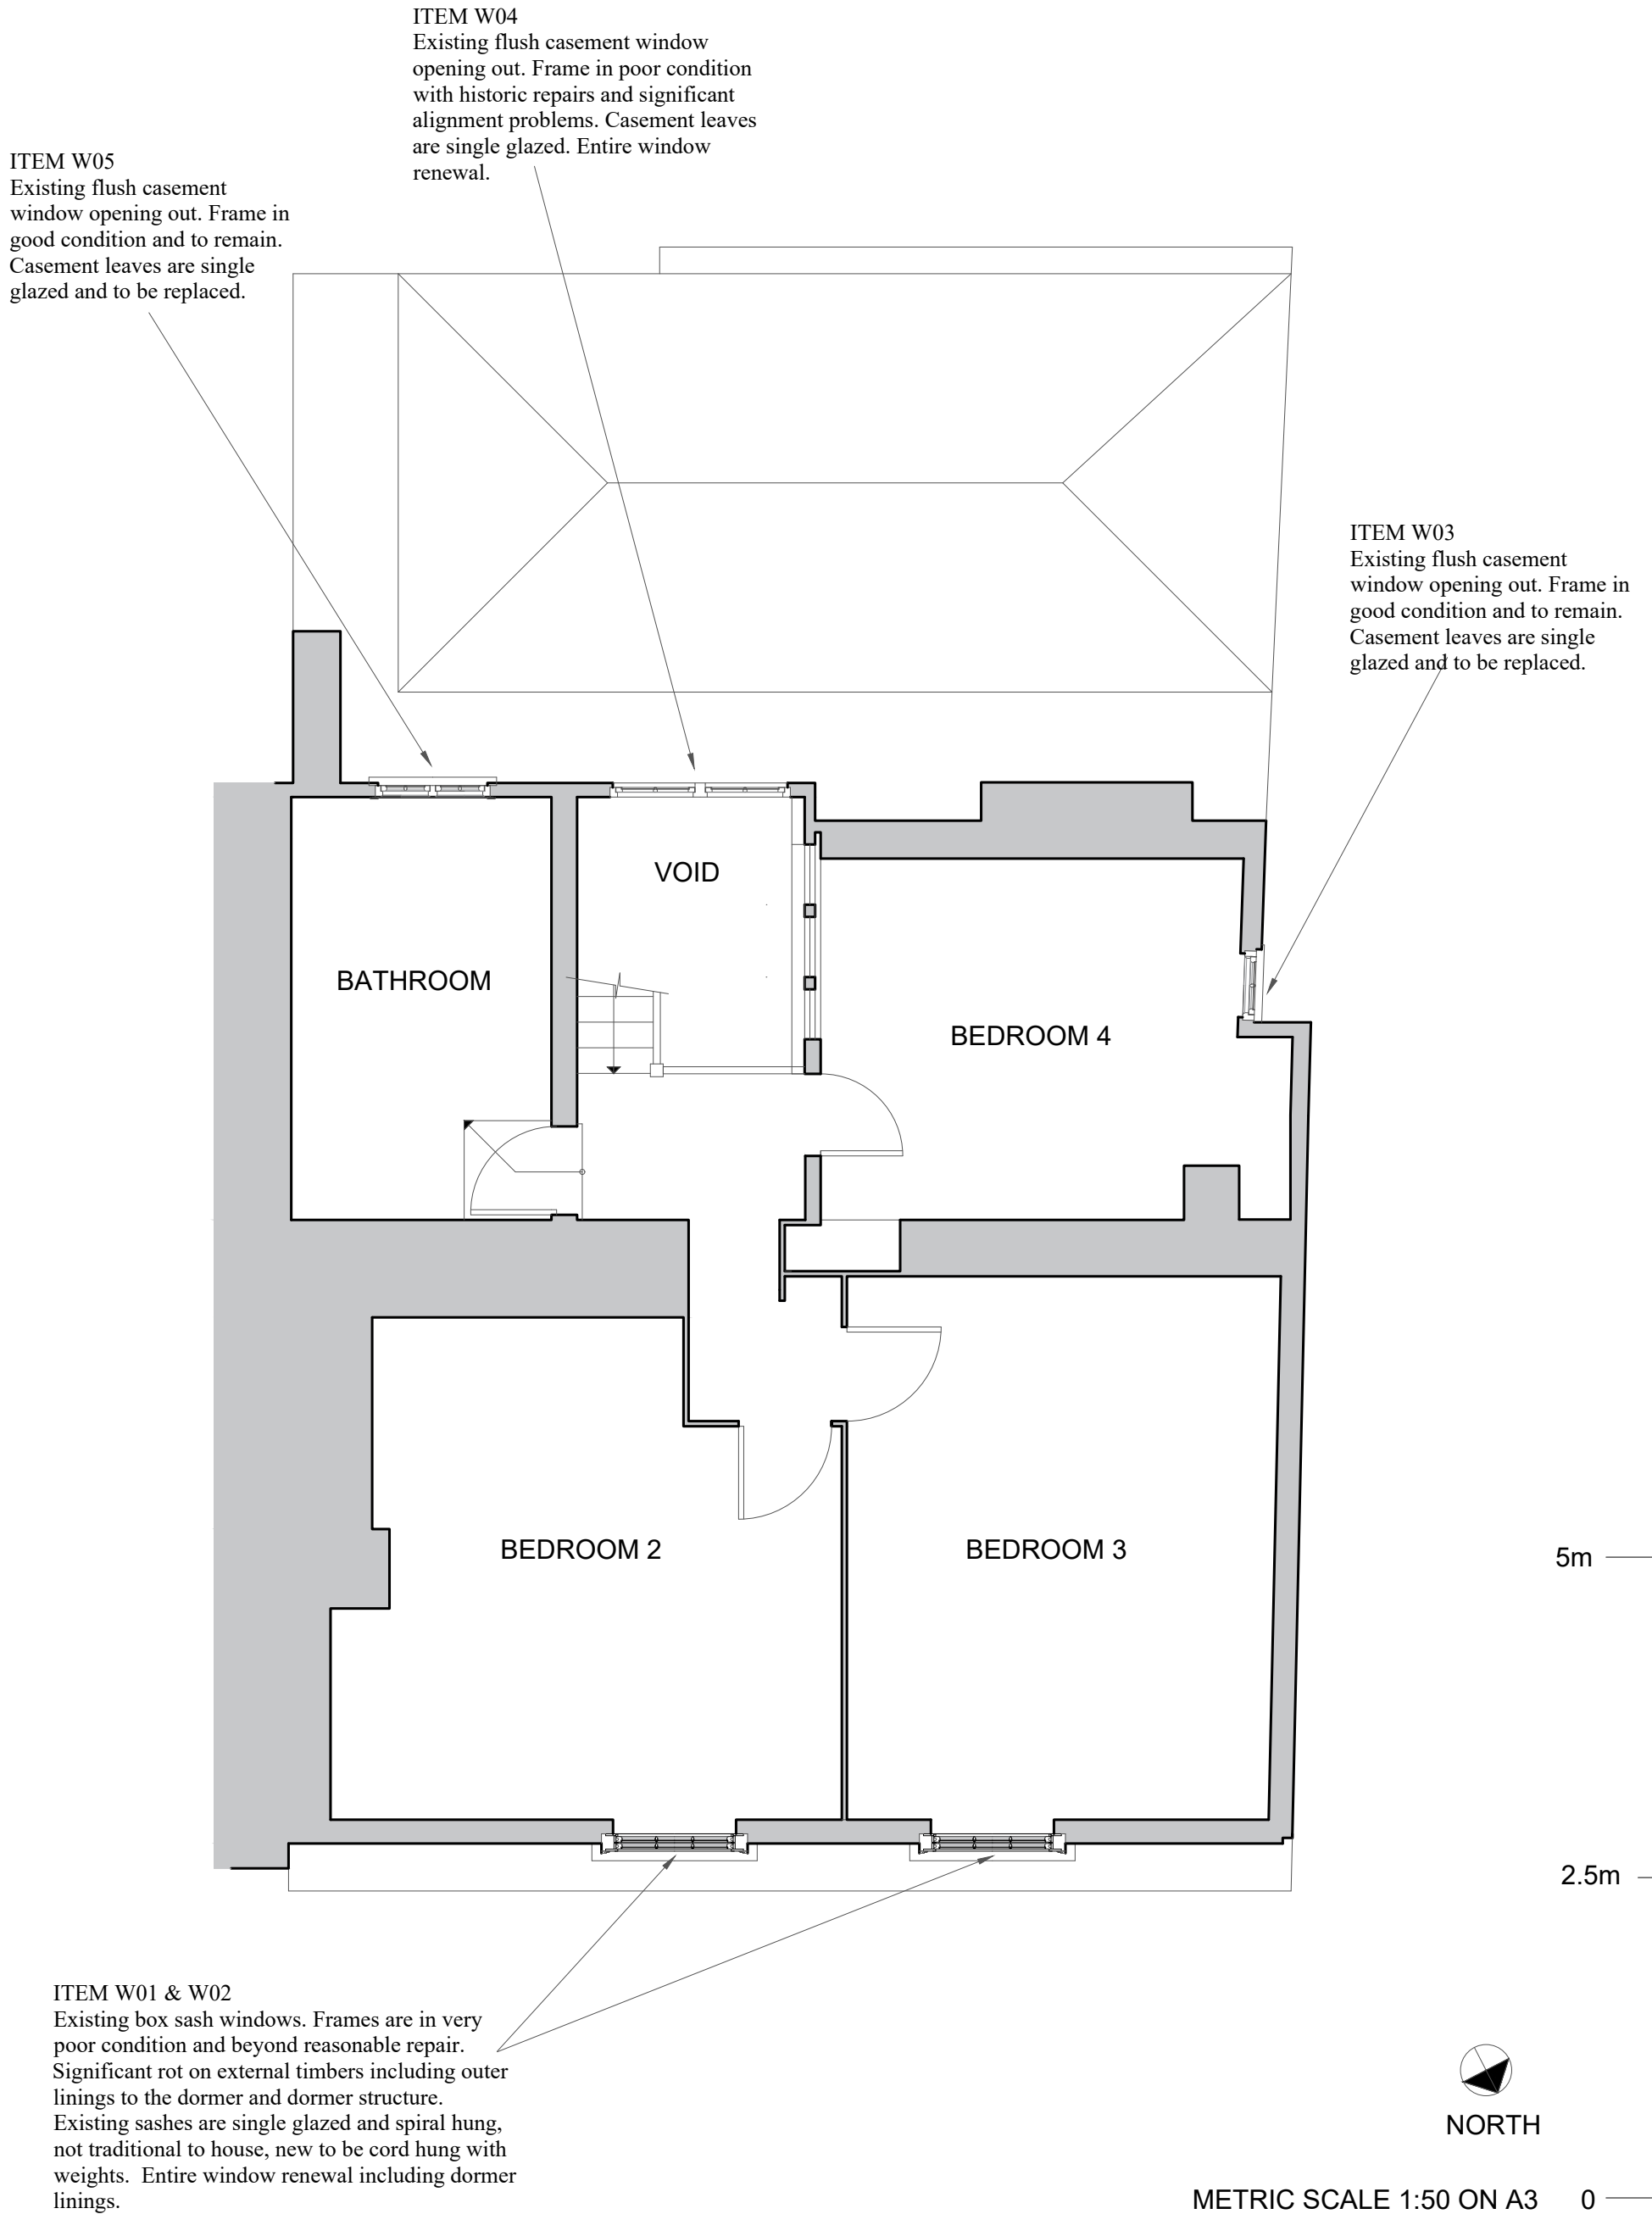 ITEM W04
Existing flush casement window
opening out. Frame in poor condition
with historic repairs and significant
alignment problems. Casement leaves
are single glazed. Entire window
renewal.
ITEM W05
Existing flush casement
window opening out. Frame in
good condition and to remain.
Casement leaves are single
glazed and to be replaced.
ITEM W03
Existing flush casement
window opening out. Frame in
good condition and to remain.
Casement leaves are single
glazed and to be replaced.
VOID
BATHROOM
BEDROOM 4
BEDROOM 2
BEDROOM 3
5m
2.5m
ITEM W01 & W02
Existing box sash windows. Frames are in very
poor condition and beyond reasonable repair.
Significant rot on external timbers including outer
linings to the dormer and dormer structure.
Existing sashes are single glazed and spiral hung,
not traditional to house, new to be cord hung with
weights.  Entire window renewal including dormer
linings.
NORTH
METRIC SCALE 1:50 ON A3
0